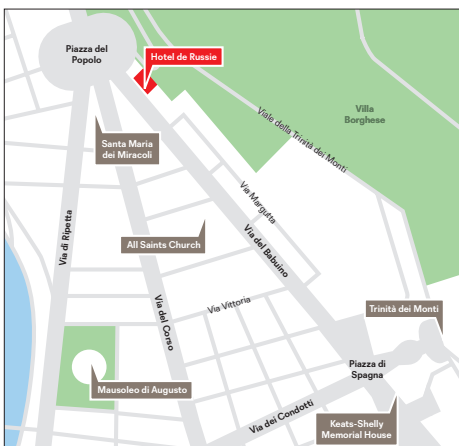 Piazza del
Popolo
Hotel de Russie
Villa
Borghese
Viale della Trinità dei Monti
Santa Maria
dei Miracoli
Via Margutta
Via di Ripetta
All Saints Church
Via del Babuino
Via Vittoria
Via del Corso
Trinità dei Monti
Piazza di
Spagna
Mausoleo di Augusto
Via dei Condotti
Keats-Shelly
Memorial House